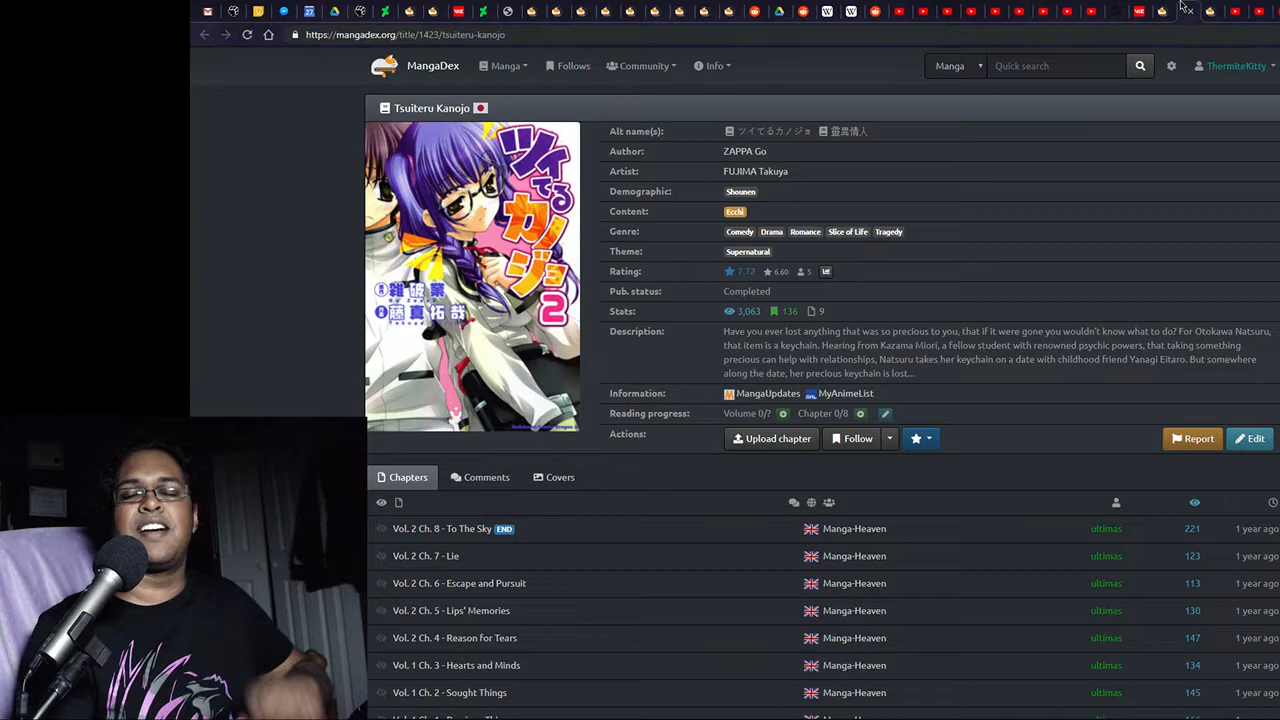 https://mangadex.org/title/1423/tsuiteru-kanojo
MangaDex Manga Follows Community Info Manga Quick search ThermiteKitty
Tsuiteru Kanojo
ツイてる
カノ
ジョ
2
雑破業
藤真拓哉
Alt name(s): ツイてるカノジョ 靈異情人
Author: ZAPPA Go
Artist: FUJIMA Takuya
Demographic: Shounen
Content: Ecchi
Genre: Comedy Drama Romance Slice of Life Tragedy
Theme: Supernatural
Rating: 7.72 6.60 5
Pub. status: Completed
Stats: 3,063 136 9
Description: Have you ever lost anything that was so precious to you, that if it were gone you wouldn't know what to do? For Otokawa Natsuru,
that item is a keychain. Hearing from Kazama Miori, a fellow student with renowned psychic powers, that taking something
precious can help with relationships, Natsuru takes her keychain on a date with childhood friend Yanagi Eitaro. But somewhere
along the date, her precious keychain is lost...
Information: MangaUpdates MyAnimeList
Reading progress: Volume 0/? Chapter 0/8
Actions: Upload chapter Follow Report Edit
Chapters Comments Covers
Vol. 2 Ch. 8 - To The Sky END Manga-Heaven ultimas 221 1 year ago
Vol. 2 Ch. 7 - Lie Manga-Heaven ultimas 123 1 year ago
Vol. 2 Ch. 6 - Escape and Pursuit Manga-Heaven ultimas 113 1 year ago
Vol. 2 Ch. 5 - Lips' Memories Manga-Heaven ultimas 130 1 year ago
Vol. 2 Ch. 4 - Reason for Tears Manga-Heaven ultimas 147 1 year ago
Vol. 1 Ch. 3 - Hearts and Minds Manga-Heaven ultimas 134 1 year ago
Vol. 1 Ch. 2 - Sought Things Manga-Heaven ultimas 145 1 year ago